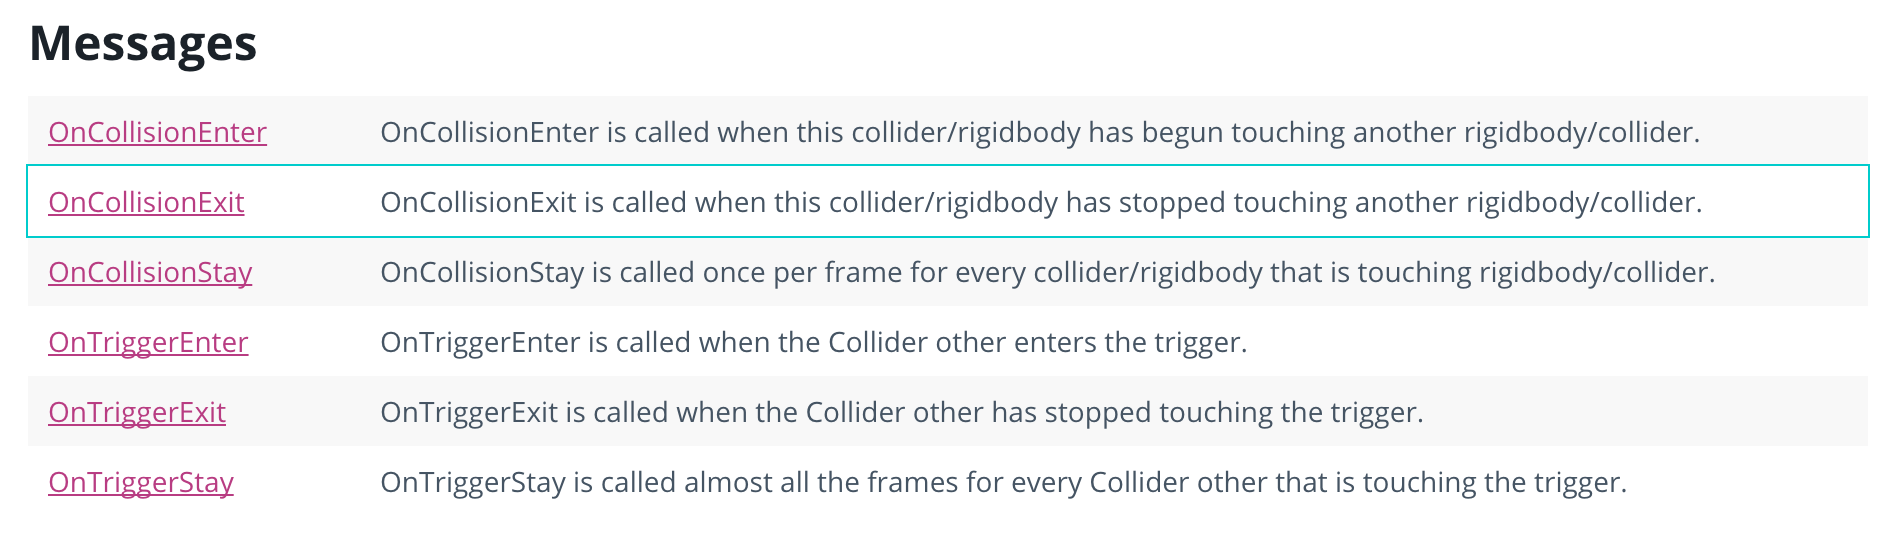 Messages
OnCollisionEnter OnCollisionEnter is called when this collider/rigidbody has begun touching another rigidbody/collider.
OnCollisionExit OnCollisionExit is called when this collider/rigidbody has stopped touching another rigidbody/collider.
OnCollisionStay OnCollisionStay is called once per frame for every collider/rigidbody that is touching rigidbody/collider.
OnTriggerEnter OnTriggerEnter is called when the Collider other enters the trigger.
OnTriggerExit OnTriggerExit is called when the Collider other has stopped touching the trigger.
OnTriggerStay OnTriggerStay is called almost all the frames for every Collider other that is touching the trigger.